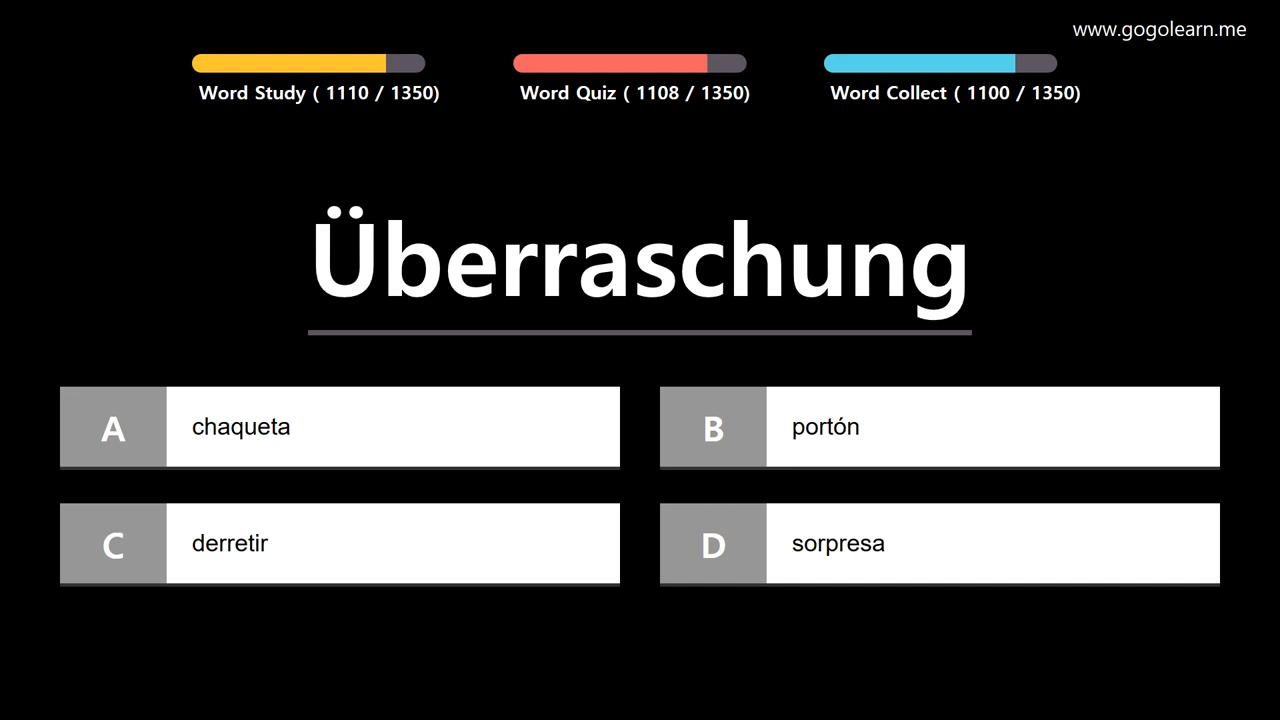 www.gogolearn.me
Word Study ( 1110 / 1350)
Word Quiz ( 1108 / 1350)
Word Collect ( 1100 / 1350)
Überraschung
A chaqueta
B portón
C derretir
D sorpresa